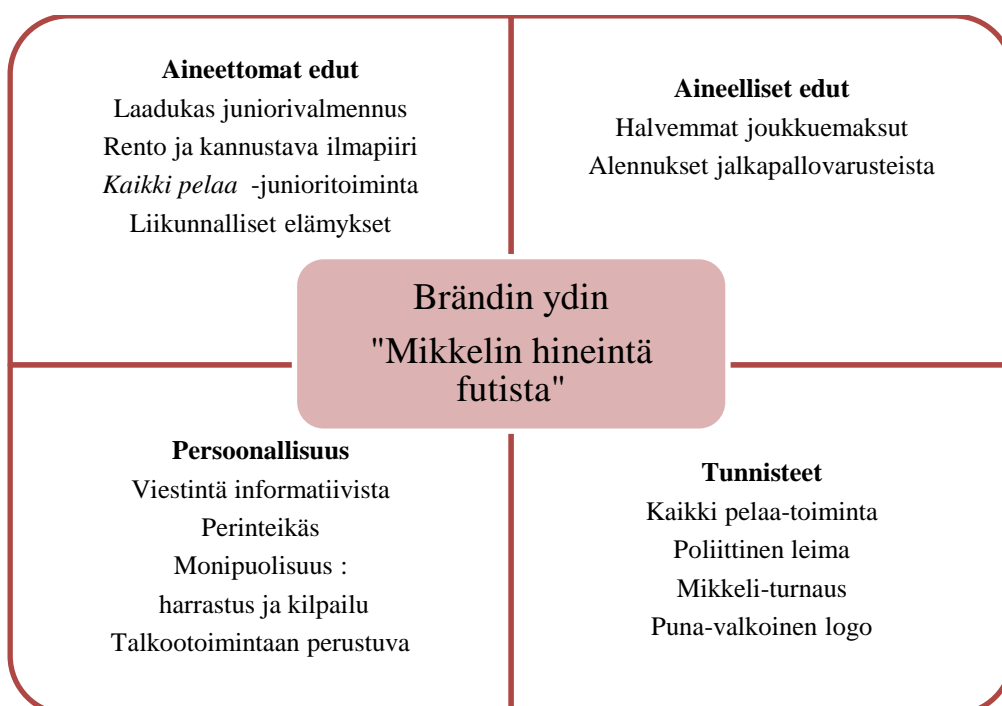 Aineettomat edut
Laadukas juniorivalmennus
Rento ja kannustava ilmapiiri
Kaikki pelaa -junioritoiminta
Liikunnalliset elämykset
Aineelliset edut
Halvemmat joukkuemaksut
Alennukset jalkapallovarusteista
Brändin ydin
"Mikkelin hineintä
futista"
Persoonallisuus
Viestintä informatiivista
Perinteikäs
Monipuolisuus :
harrastus ja kilpailu
Talkootoimintaan perustuva
Tunnisteet
Kaikki pelaa-toiminta
Poliittinen leima
Mikkeli-turnaus
Puna-valkoinen logo